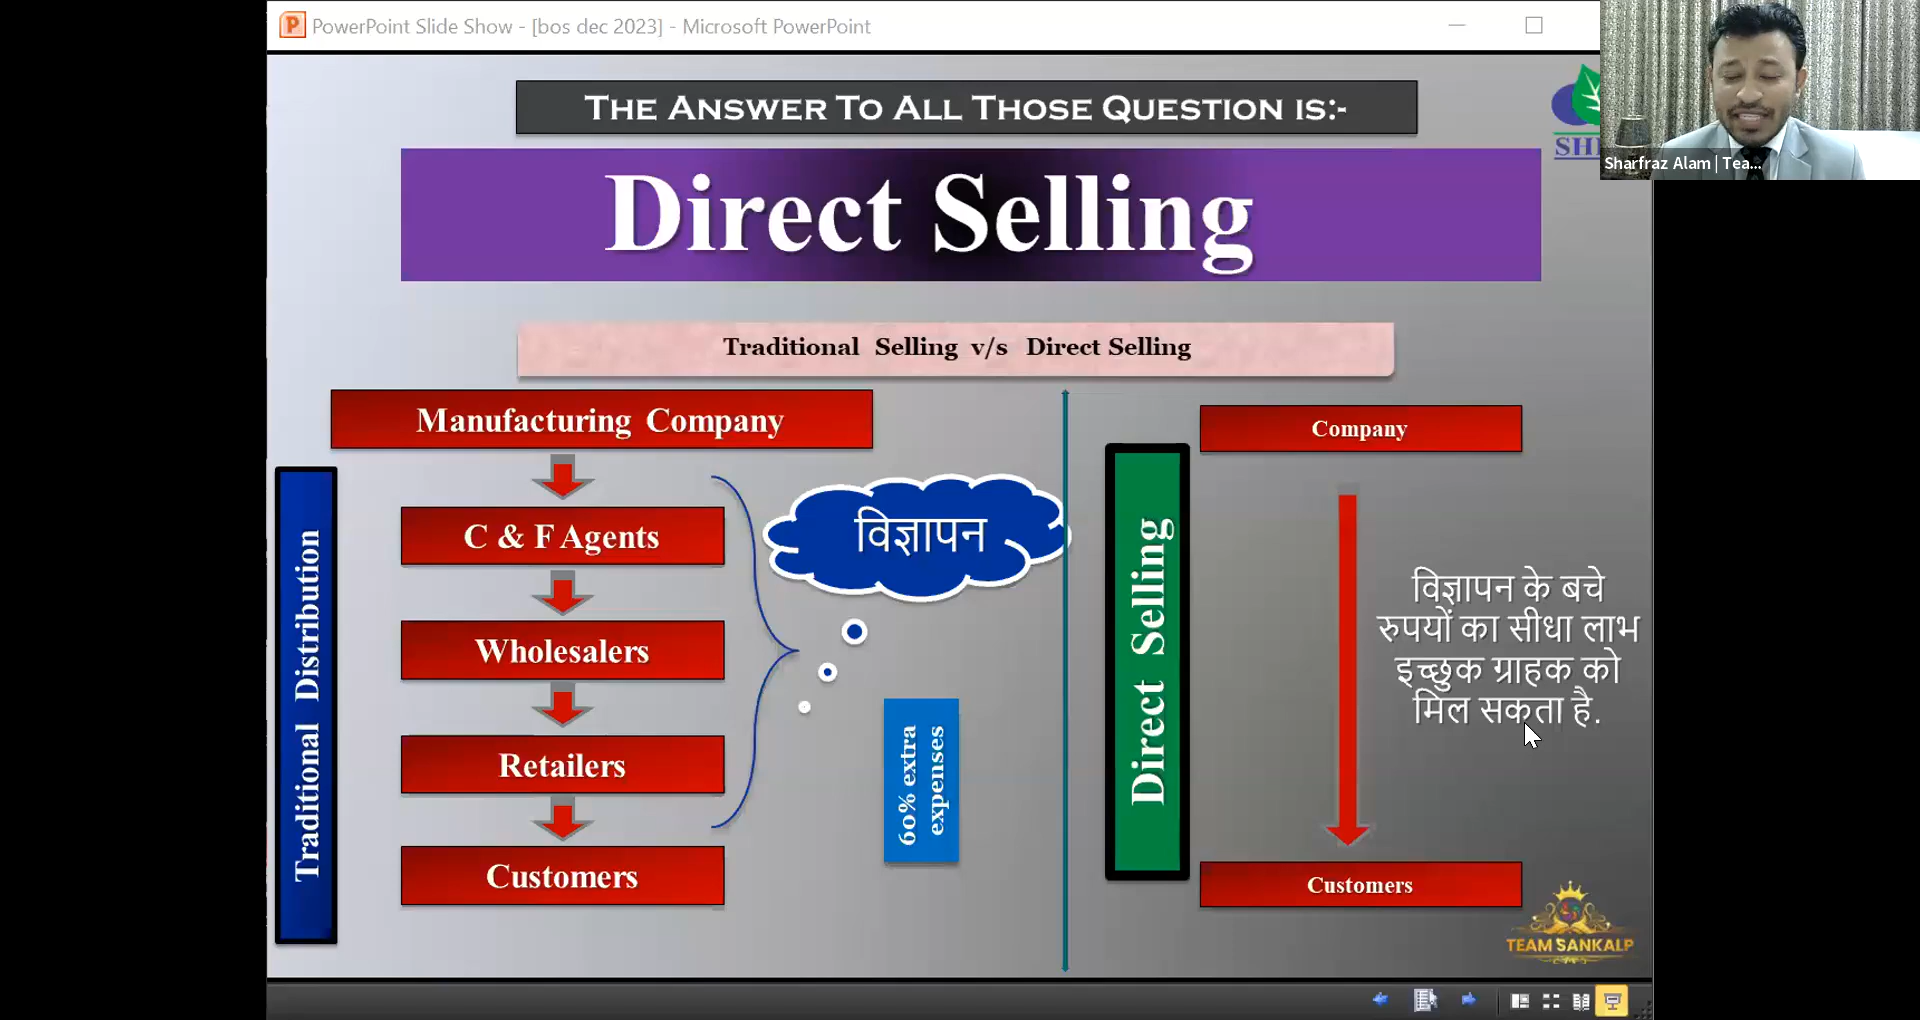 PowerPoint Slide Show - [bos dec 2023] - Microsoft PowerPoint
Sharfraz Alam | Tea...
THE ANSWER TO ALL THOSE QUESTION IS:-
Direct Selling
Traditional Selling v/s Direct Selling
Traditional Distribution
Manufacturing Company
C & F Agents
Wholesalers
Retailers
Customers
विज्ञापन
60% extra
expenses
Direct Selling
Company
विज्ञापन के बचे
रुपयों का सीधा लाभ
इच्छुक ग्राहक को
मिल सकता है.
Customers
TEAM SANKALP